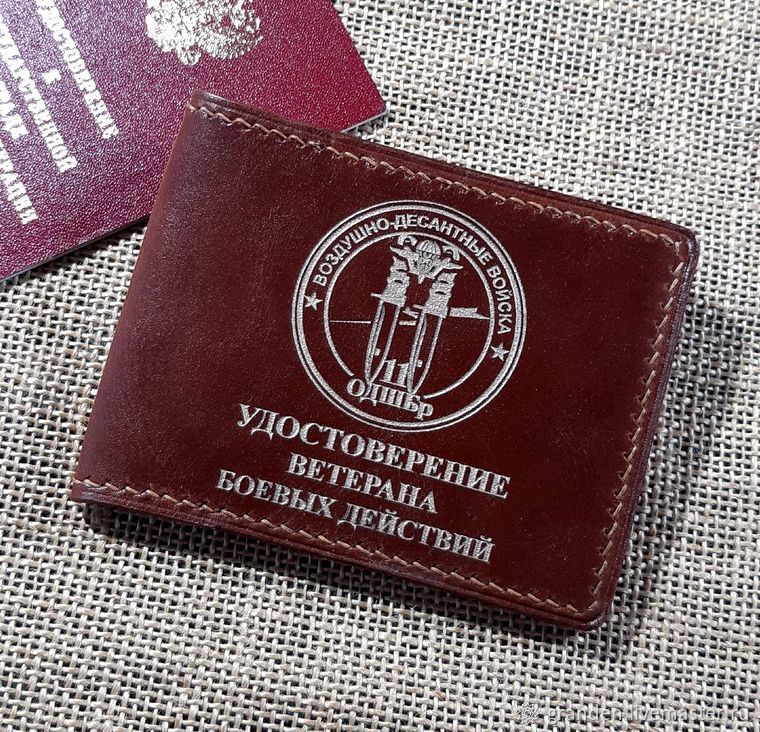 ВОЗДУШНО-ДЕСАНТНЫЕ ВОЙСКА
11
ОДШБр
УДОСТОВЕРЕНИЕ
ВЕТЕРАНА
БОЕВЫХ ДЕЙСТВИЙ